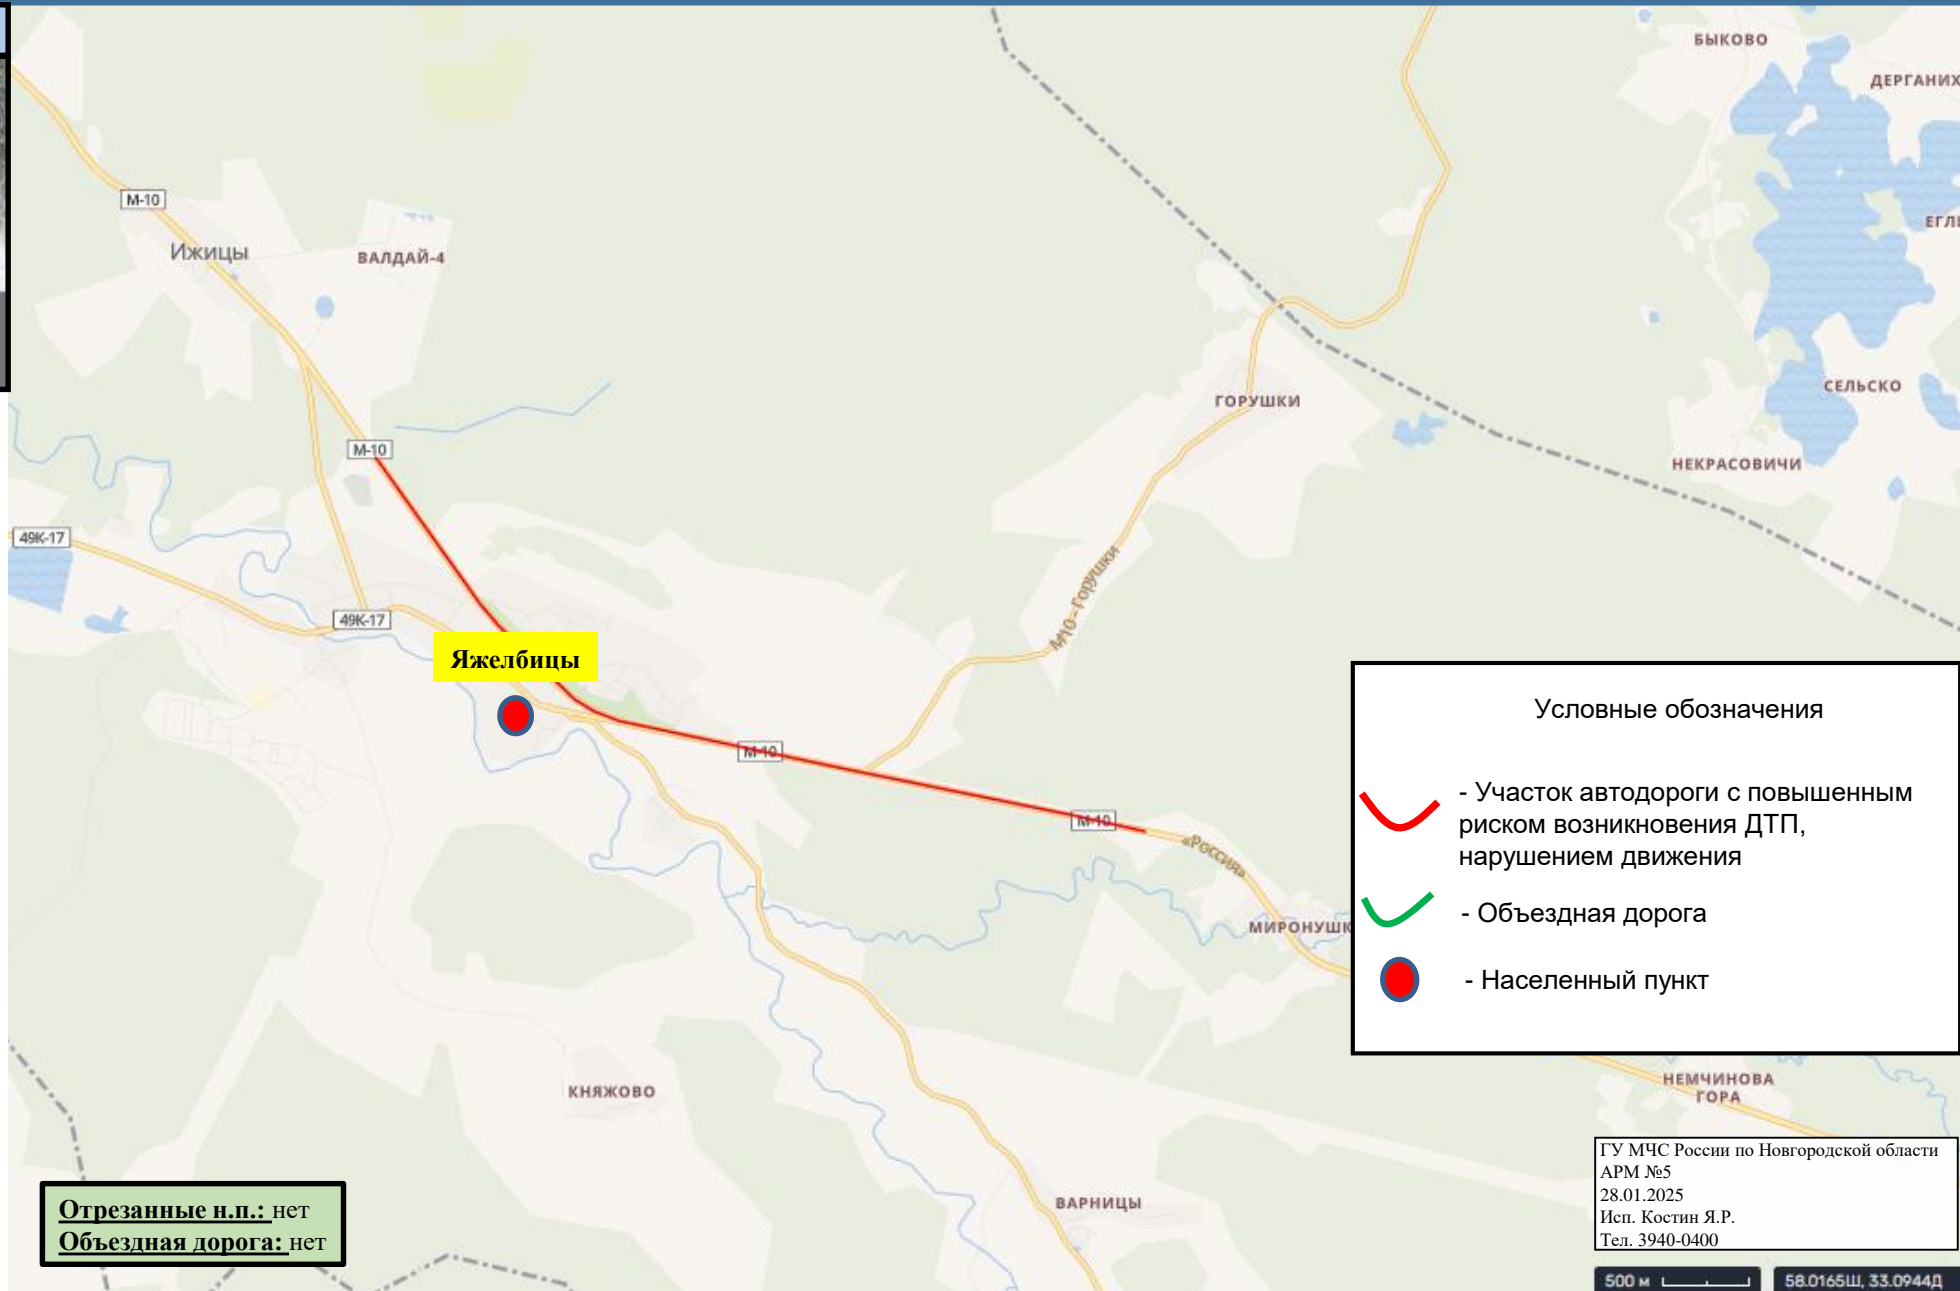 БЫКОВО
ДЕРГАНИХ
М-10
ЕГЛ
Ижицы
ВАЛДАЙ-4
СЕЛЬСКО
ГОРУШКИ
М-10
НЕКРАСОВИЧИ
49К-17
М-10 - Горушки
49К-17
Яжелбицы
М-10
М-10
«Россия»
МИРОНУШК
Условные обозначения
- Участок автодороги с повышенным
риском возникновения ДТП,
нарушением движения
- Объездная дорога
- Населенный пункт
КНЯЖОВО
НЕМЧИНОВА
ГОРА
ВАРНИЦЫ
Отрезанные н.п.: нет
Объездная дорога: нет
ГУ МЧС России по Новгородской области
АРМ №5
28.01.2025
Исп. Костин Я.Р.
Тел. 3940-0400
500 м
58.0165Ш, 33.0944Д